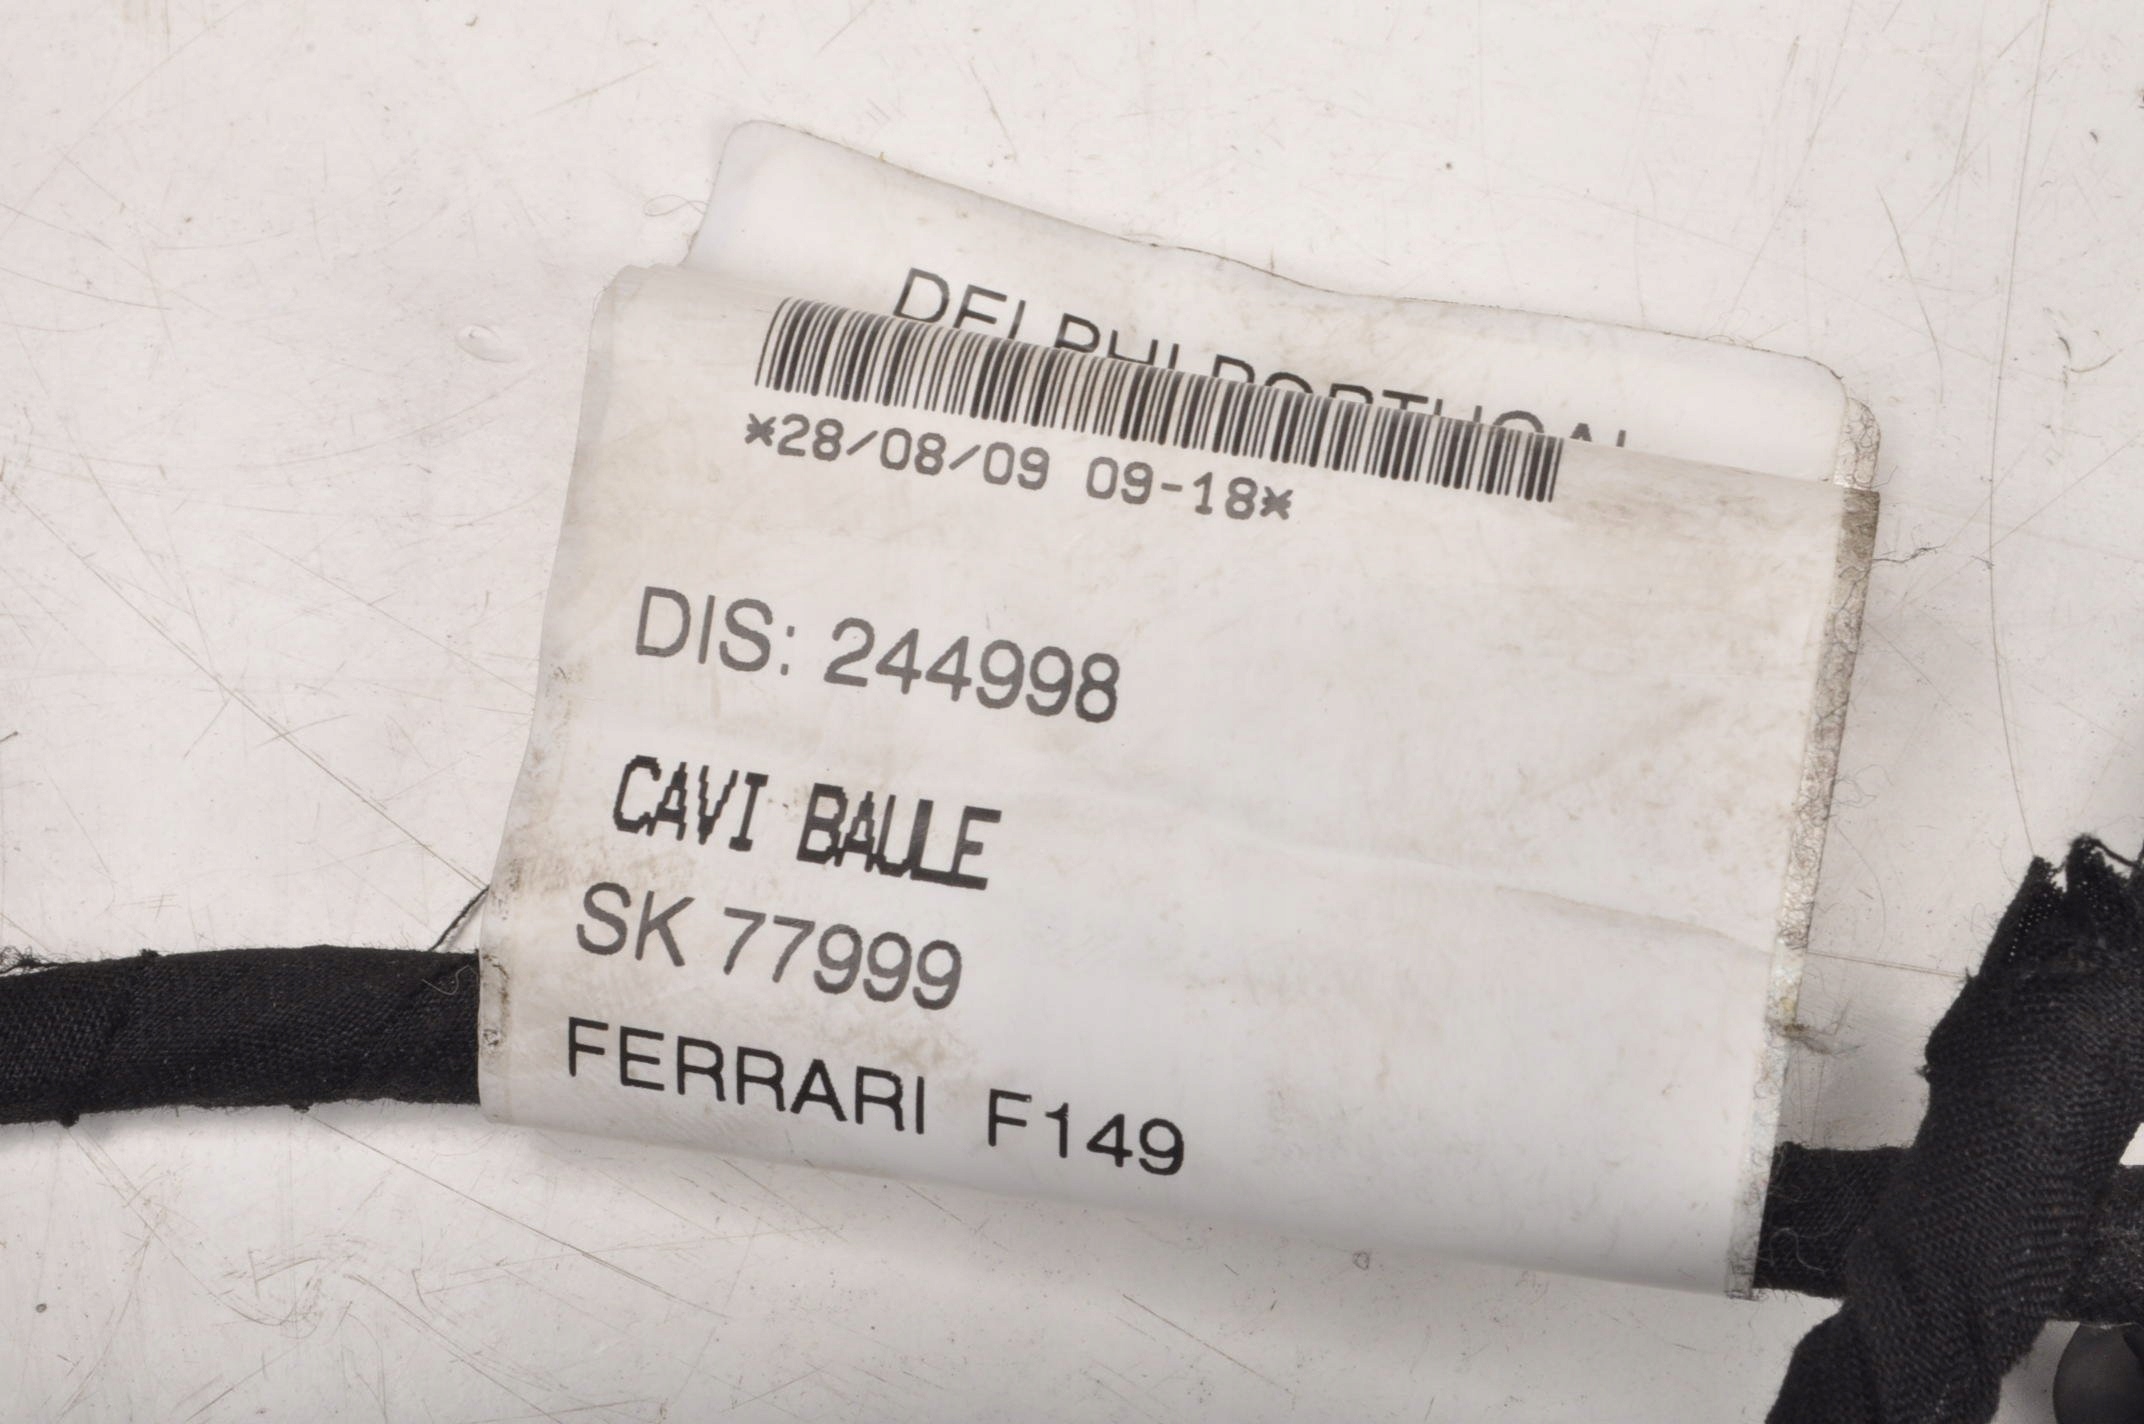 DELPHI PORTUGAL
*28/08/09 09-18*
DIS: 244998
CAVI BAULE
SK 77999
FERRARI F149